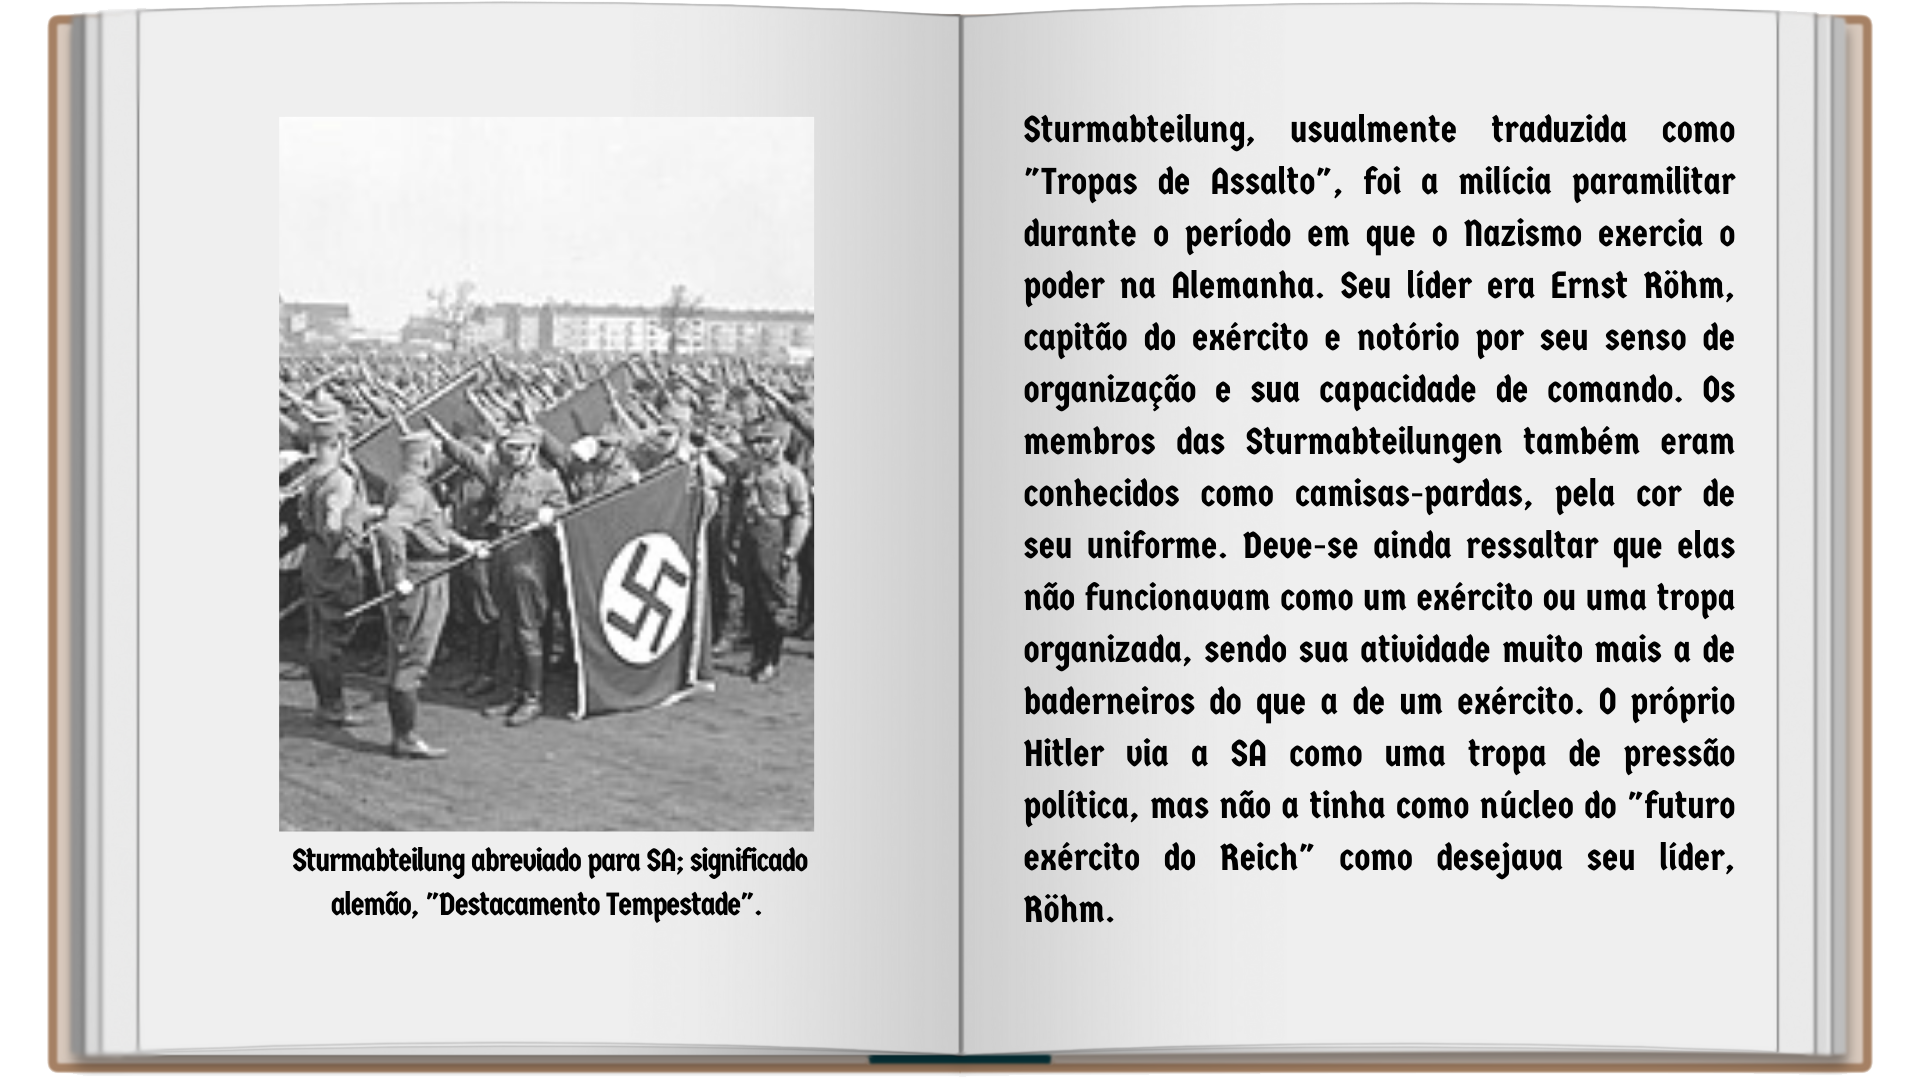 Sturmabteilung abreviado para SA; significado
alemão, "Destacamento Tempestade".
Sturmabteilung, usualmente traduzida como
"Tropas de Assalto", foi a milícia paramilitar
durante o período em que o Nazismo exercia o
poder na Alemanha. Seu líder era Ernst Röhm,
capitão do exército e notório por seu senso de
organização e sua capacidade de comando. Os
membros das Sturmabteilungen também eram
conhecidos como camisas-pardas, pela cor de
seu uniforme. Deve-se ainda ressaltar que elas
não funcionavam como um exército ou uma tropa
organizada, sendo sua atividade muito mais a de
baderneiros do que a de um exército. O próprio
Hitler via a SA como uma tropa de pressão
política, mas não a tinha como núcleo do "futuro
exército do Reich" como desejava seu líder,
Röhm.